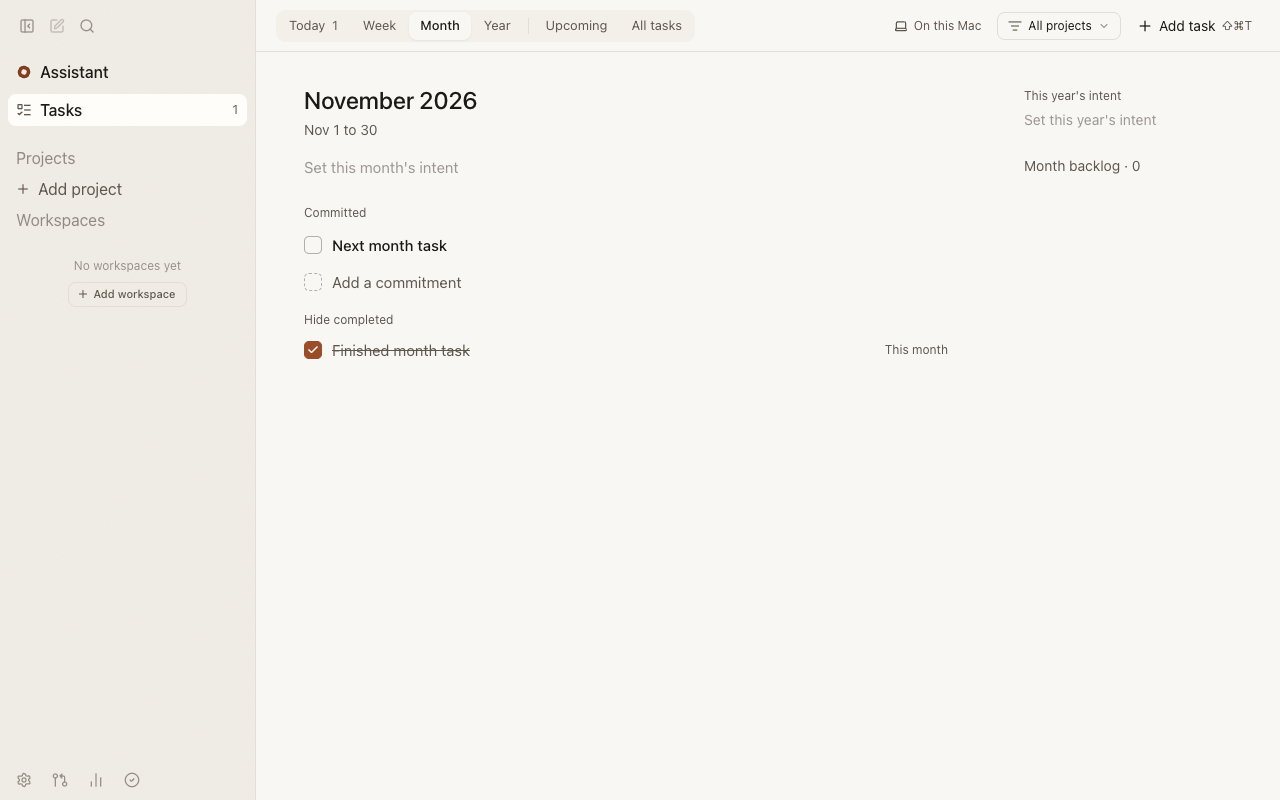 Today 1 Week Month Year Upcoming All tasks On this Mac All projects Add task ⇧⌘T
Assistant
Tasks 1
Projects
Add project
Workspaces
No workspaces yet
Add workspace
November 2026
Nov 1 to 30
Set this month's intent
Committed
Next month task
Add a commitment
Hide completed
Finished month task This month
This year's intent
Set this year's intent
Month backlog · 0